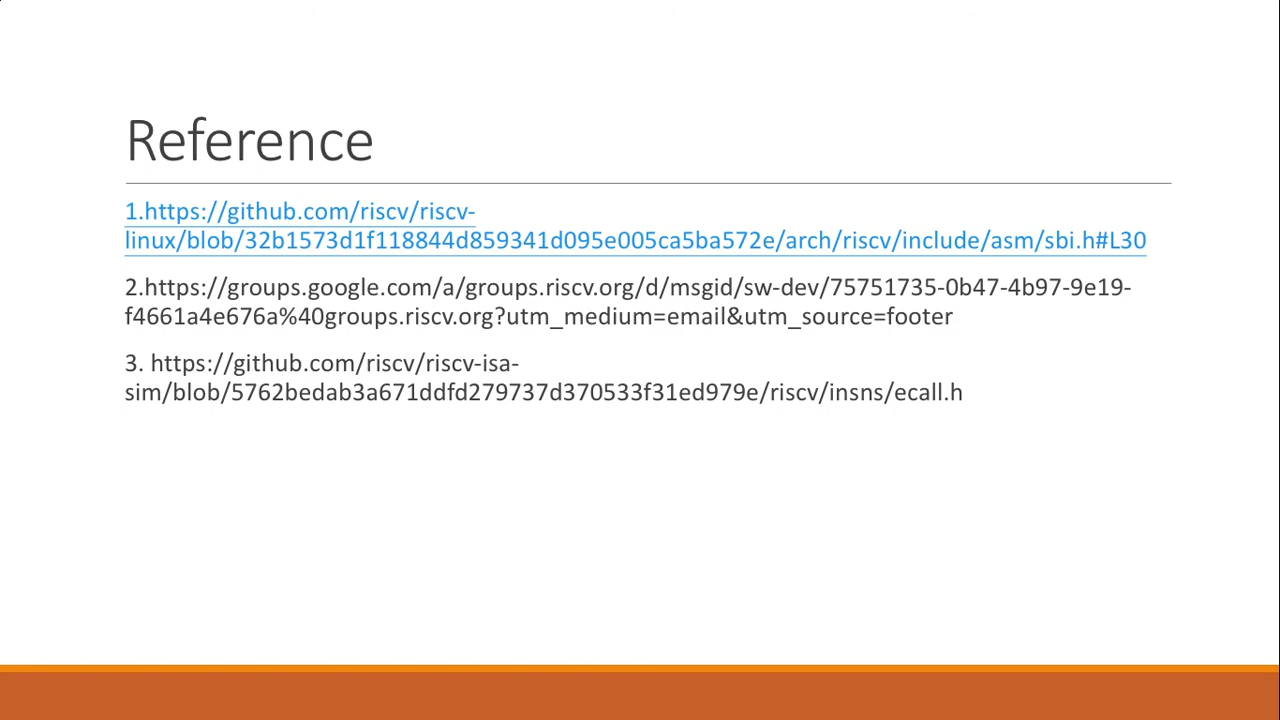 Reference
1.https://github.com/riscv/riscv-
linux/blob/32b1573d1f118844d859341d095e005ca5ba572e/arch/riscv/include/asm/sbi.h#L30
2.https://groups.google.com/a/groups.riscv.org/d/msgid/sw-dev/75751735-0b47-4b97-9e19-
f4661a4e676a%40groups.riscv.org?utm_medium=email&utm_source=footer
3. https://github.com/riscv/riscv-isa-
sim/blob/5762bedab3a671ddfd279737d370533f31ed979e/riscv/insns/ecall.h